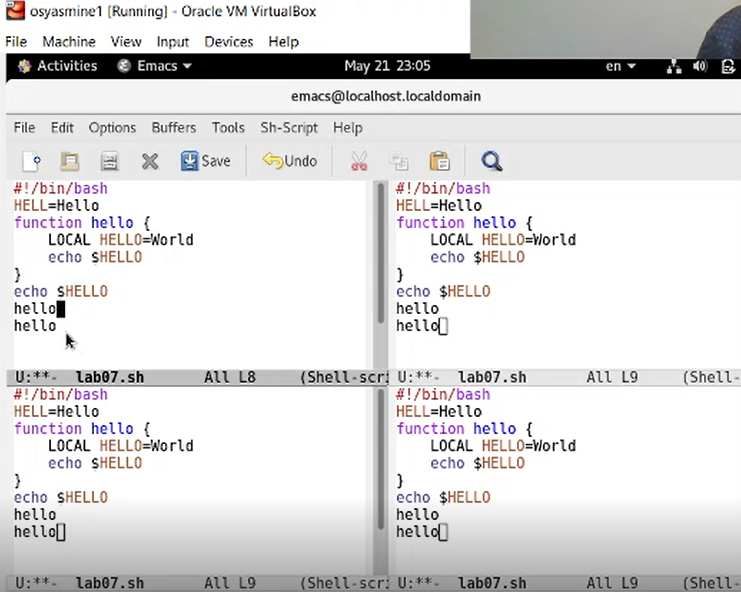 osyasmine1 [Running] - Oracle VM VirtualBox
File Machine View Input Devices Help
Activities Emacs May 21 23:05 en
emacs@localhost.localdomain
File Edit Options Buffers Tools Sh-Script Help
Save Undo
#!/bin/bash
HELL=Hello
function hello {
    LOCAL HELLO=World
    echo $HELLO
}
echo $HELLO
hello
hello
U:**- lab07.sh All L8 (Shell-scri
#!/bin/bash
HELL=Hello
function hello {
    LOCAL HELLO=World
    echo $HELLO
}
echo $HELLO
hello
hello
U:**- lab07.sh All L9 (Shell-
#!/bin/bash
HELL=Hello
function hello {
    LOCAL HELLO=World
    echo $HELLO
}
echo $HELLO
hello
hello
U:**- lab07.sh All L9 (Shell-scri
#!/bin/bash
HELL=Hello
function hello {
    LOCAL HELLO=World
    echo $HELLO
}
echo $HELLO
hello
hello
U:**- lab07.sh All L9 (Shell-